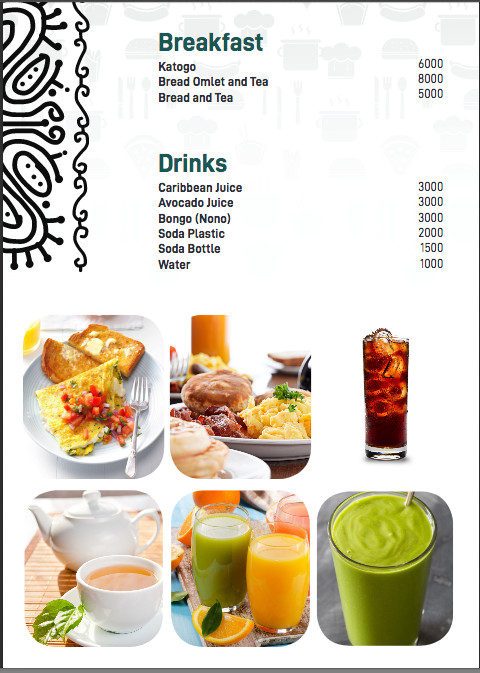 Breakfast
Katogo 6000
Bread Omlet and Tea 8000
Bread and Tea 5000
Drinks
Caribbean Juice 3000
Avocado Juice 3000
Bongo (Nono) 3000
Soda Plastic 2000
Soda Bottle 1500
Water 1000